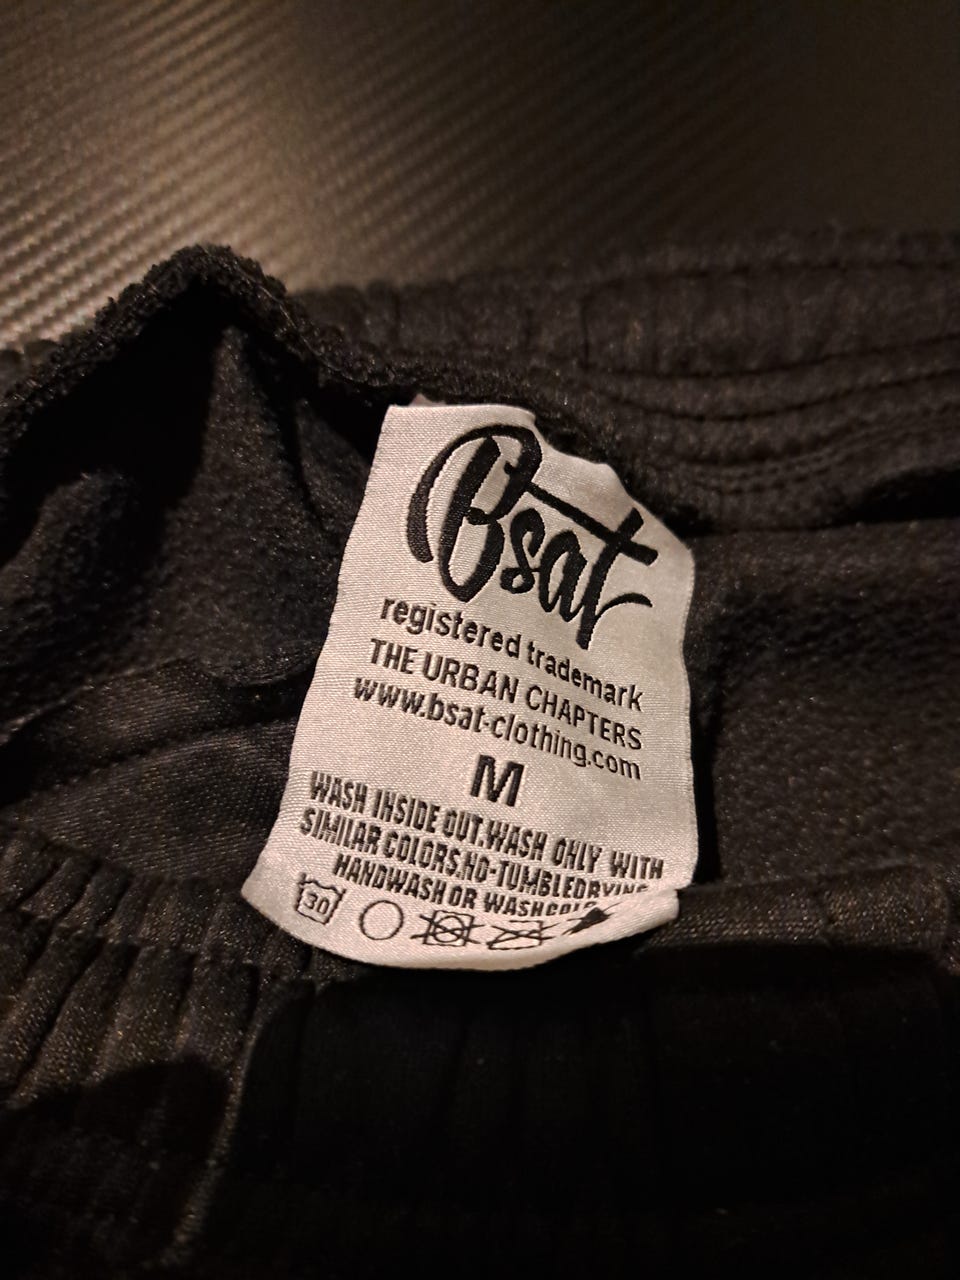 Bsat
registered trademark
THE URBAN CHAPTERS
www.bsat-clothing.com
M
WASH INSIDE OUT.WASH ONLY WITH
SIMILAR COLORS.NO-TUMBLEDRYING
HANDWASH OR WASHCOLD
30